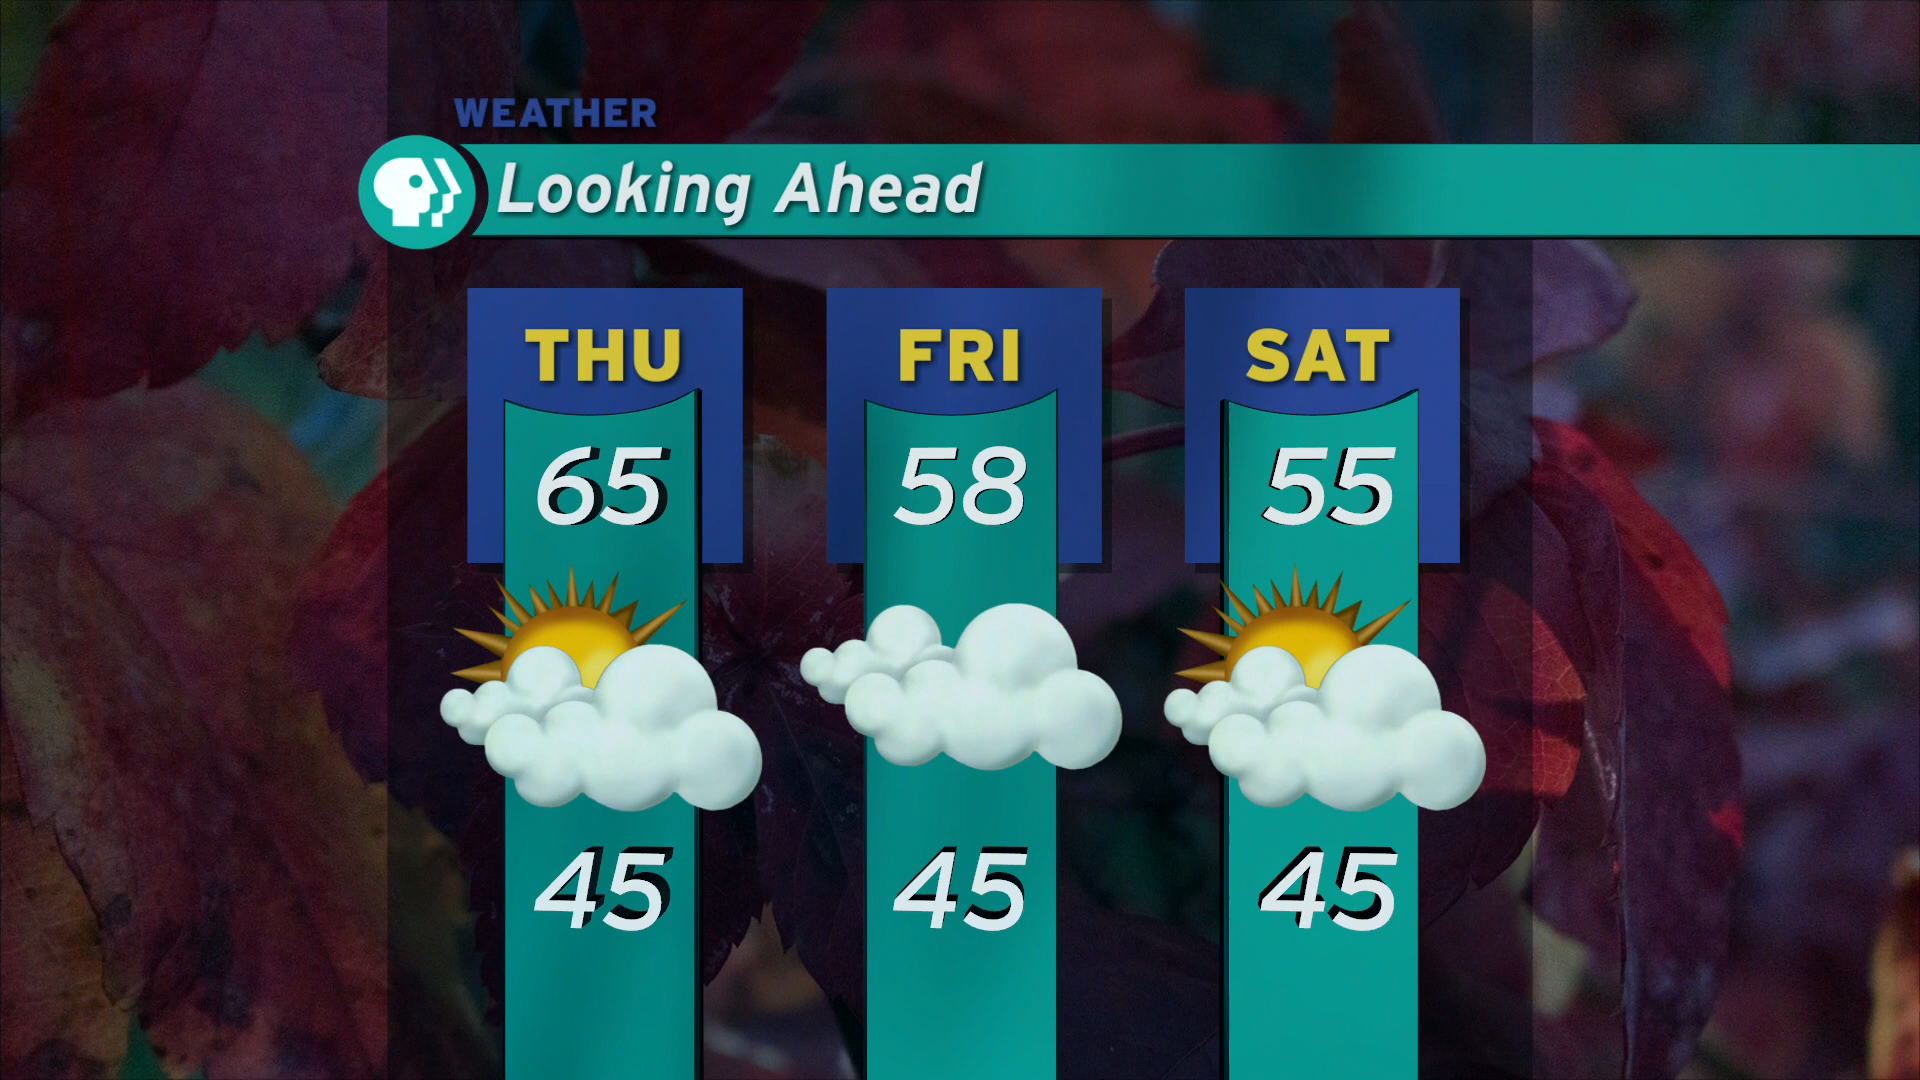 WEATHER
Looking Ahead
THU FRI SAT
65 58 55
45 45 45